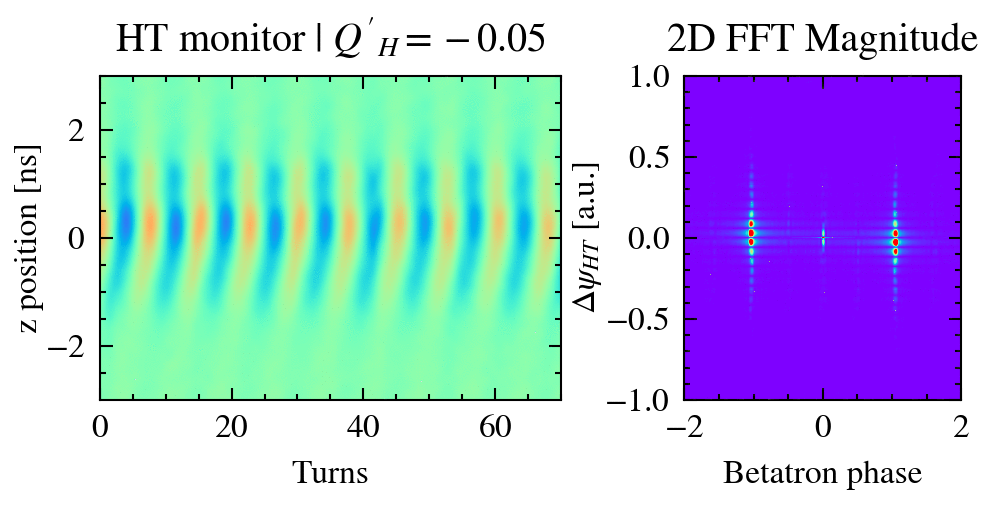 HT monitor | Q′_H = −0.05
2D FFT Magnitude
z position [ns]
2
0
−2
0
20
40
60
Turns
Δψ_HT [a.u.]
1.0
0.5
0.0
−0.5
−1.0
−2
0
2
Betatron phase